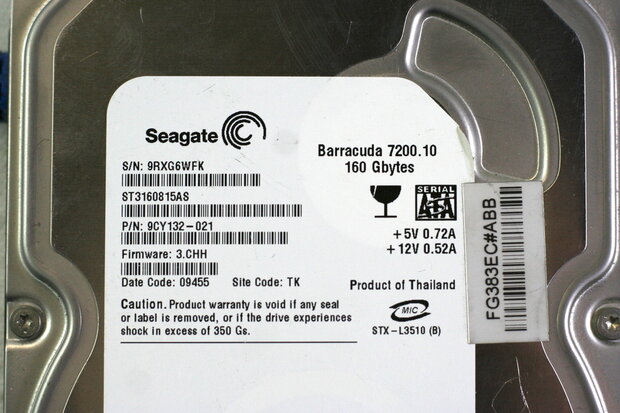 Seagate
S/N: 9RXG6WFK
ST3160815AS
P/N: 9CY132-021
Firmware: 3.CHH
Date Code: 09455 Site Code: TK
Caution. Product warranty is void if any seal
or label is removed, or if the drive experiences
shock in excess of 350 Gs.
Barracuda 7200.10
160 Gbytes
SERIAL
ATA
+5V 0.72A
+12V 0.52A
Product of Thailand
MIC
STX-L3510 (B)
FG383EC#ABB